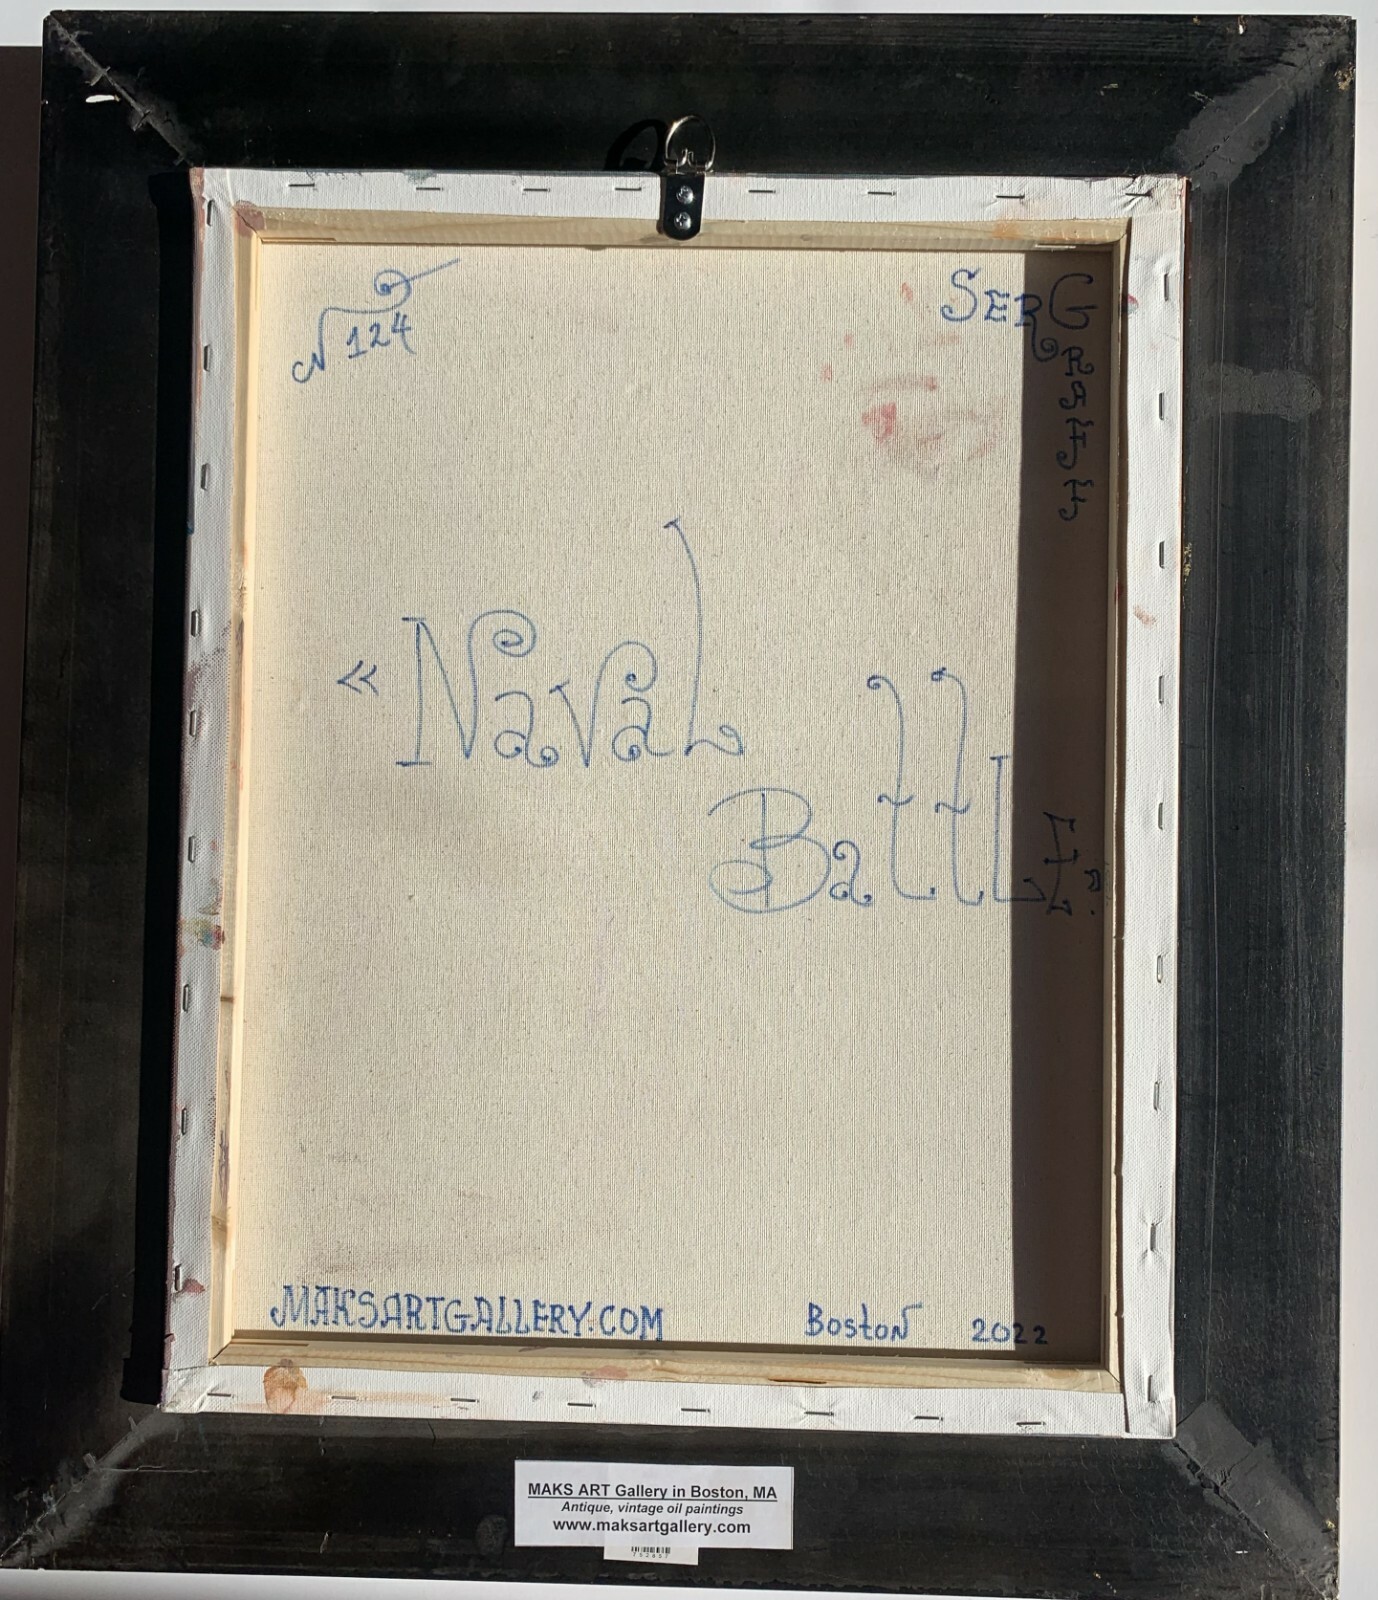 № 124
SERG
« Naval
Battle ».
MAKSARTGALLERY.COM
Boston 2022
MAKS ART Gallery in Boston, MA
Antique, vintage oil paintings
www.maksartgallery.com